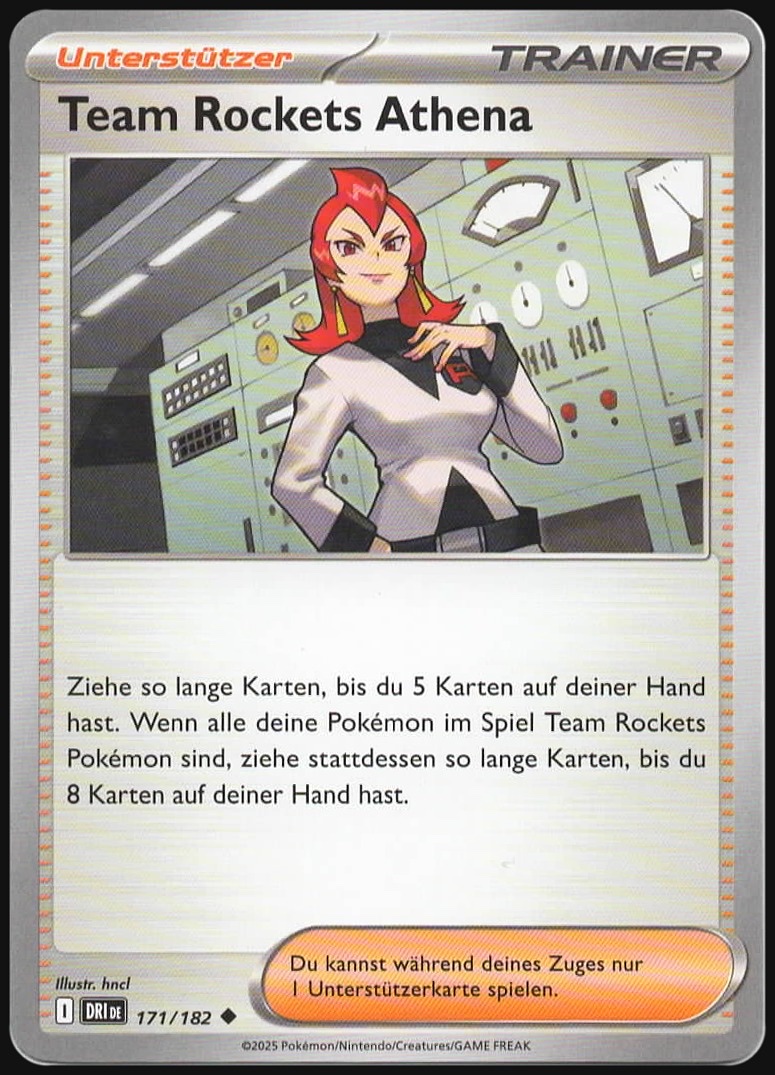 Unterstützer
TRAINER
Team Rockets Athena
Ziehe so lange Karten, bis du 5 Karten auf deiner Hand
hast. Wenn alle deine Pokémon im Spiel Team Rockets
Pokémon sind, ziehe stattdessen so lange Karten, bis du
8 Karten auf deiner Hand hast.
Du kannst während deines Zuges nur
1 Unterstützerkarte spielen.
Illustr. hncl
I DRI DE 171/182
©2025 Pokémon/Nintendo/Creatures/GAME FREAK